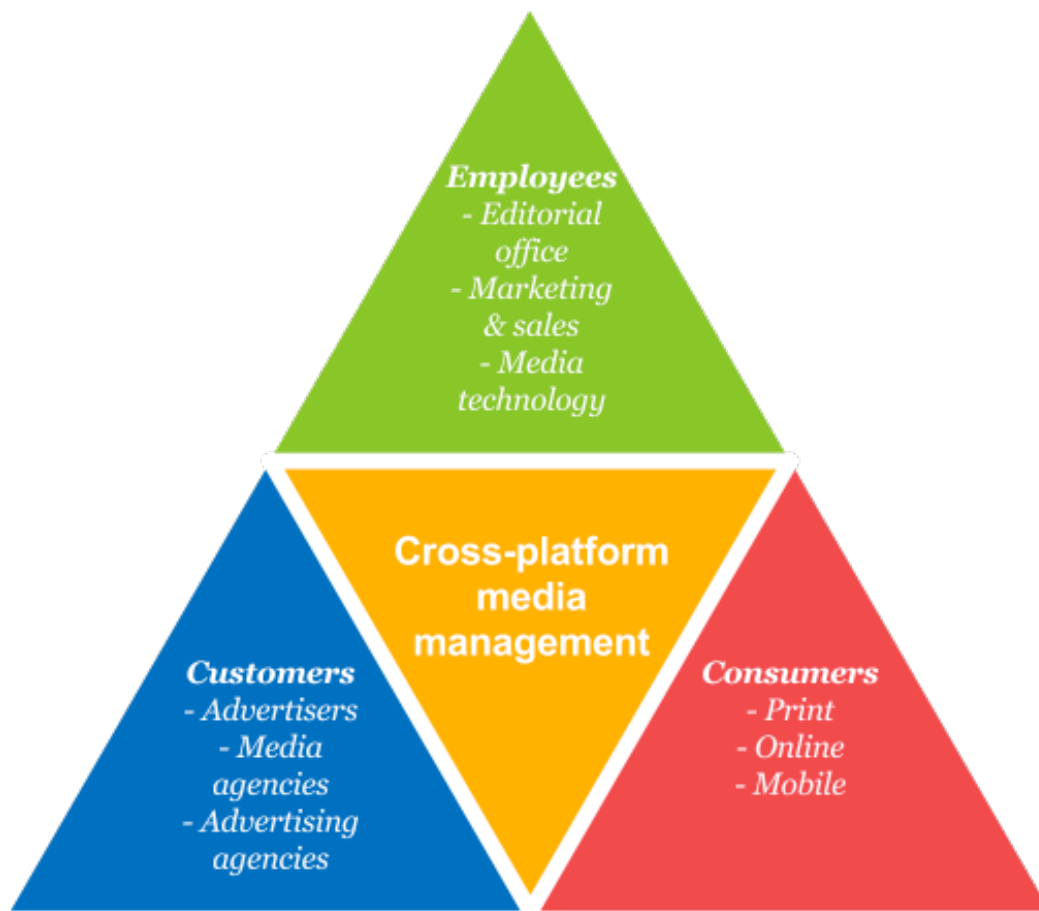 Employees
- Editorial
office
- Marketing
& sales
- Media
technology
Cross-platform
media
management
Customers
- Advertisers
- Media
agencies
- Advertising
agencies
Consumers
- Print
- Online
- Mobile